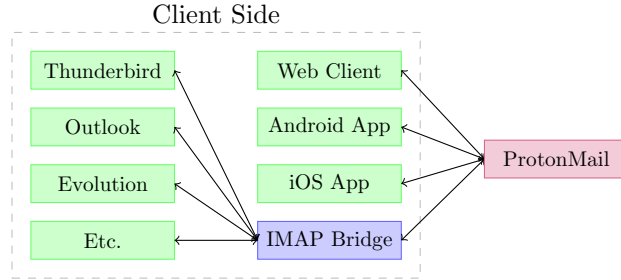 Client Side
Thunderbird
Web Client
Outlook
Android App
ProtonMail
Evolution
iOS App
Etc.
IMAP Bridge